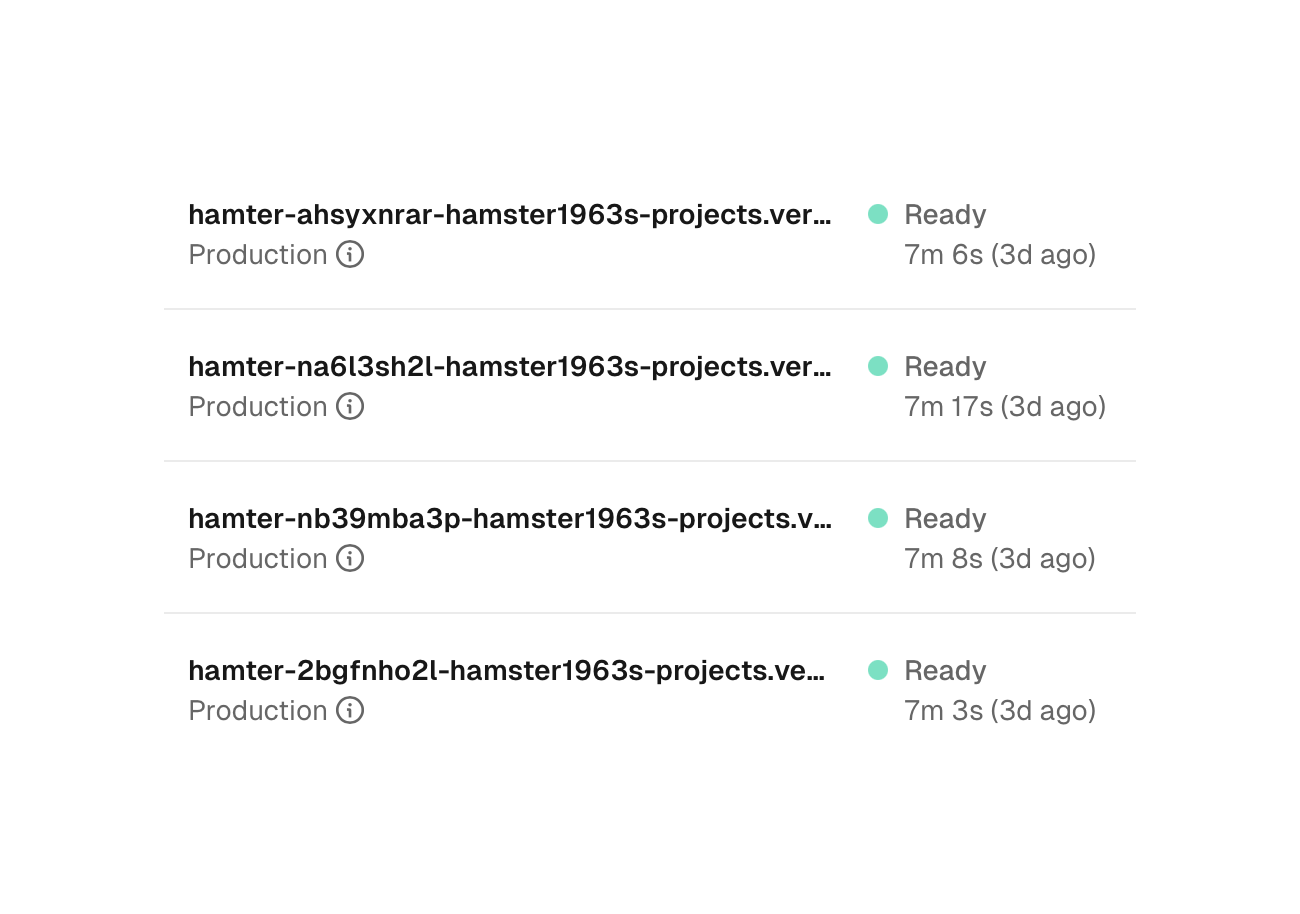 hamter-ahsyxnrar-hamster1963s-projects.ver…
Ready
Production
7m 6s (3d ago)
hamter-na6l3sh2l-hamster1963s-projects.ver…
Ready
Production
7m 17s (3d ago)
hamter-nb39mba3p-hamster1963s-projects.v…
Ready
Production
7m 8s (3d ago)
hamter-2bgfnho2l-hamster1963s-projects.ve…
Ready
Production
7m 3s (3d ago)